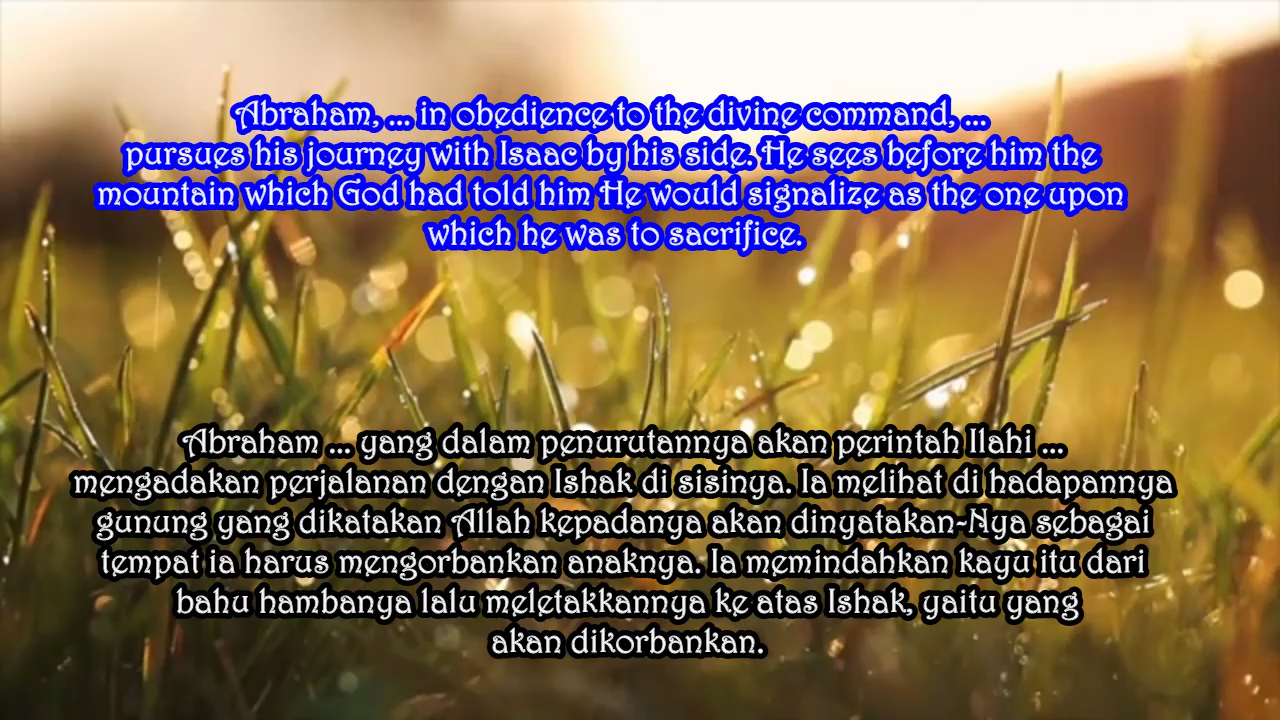 Abraham, ... in obedience to the divine command, ...
pursues his journey with Isaac by his side. He sees before him the
mountain which God had told him He would signalize as the one upon
which he was to sacrifice.
Abraham ... yang dalam penurutannya akan perintah Ilahi ...
mengadakan perjalanan dengan Ishak di sisinya. Ia melihat di hadapannya
gunung yang dikatakan Allah kepadanya akan dinyatakan-Nya sebagai
tempat ia harus mengorbankan anaknya. Ia memindahkan kayu itu dari
bahu hambanya lalu meletakkannya ke atas Ishak, yaitu yang
akan dikorbankan.